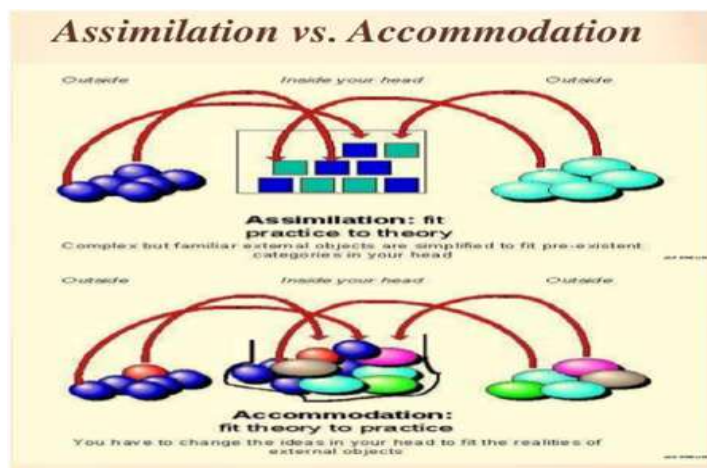 Assimilation vs. Accommodation
Outside Inside your head Outside
Assimilation: fit
practice to theory
Complex but familiar external objects are simplified to fit pre-existent
categories in your head
Outside Inside your head Outside
Accommodation:
fit theory to practice
You have to change the ideas in your head to fit the realities of
external objects